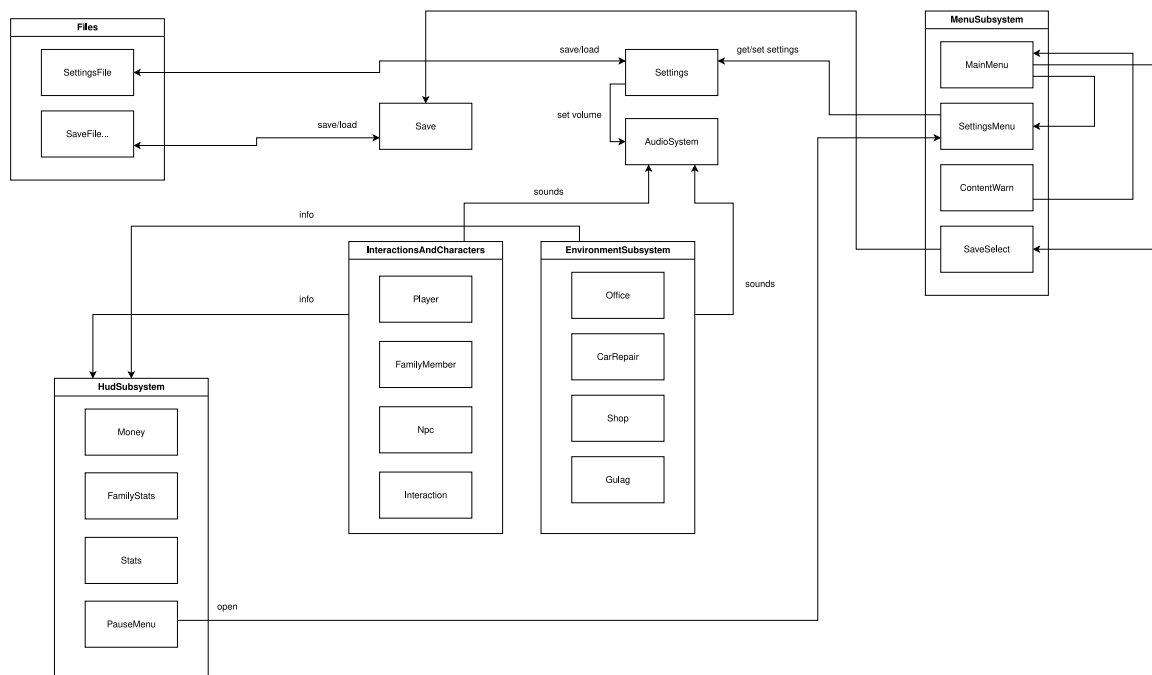 Files
SettingsFile
SaveFile...
save/load
save/load
Save
Settings
set volume
AudioSystem
get/set settings
MenuSubsystem
MainMenu
SettingsMenu
ContentWarn
SaveSelect
sounds
info
InteractionsAndCharacters
Player
FamilyMember
Npc
Interaction
EnvironmentSubsystem
Office
CarRepair
Shop
Gulag
sounds
info
HudSubsystem
Money
FamilyStats
Stats
PauseMenu
open